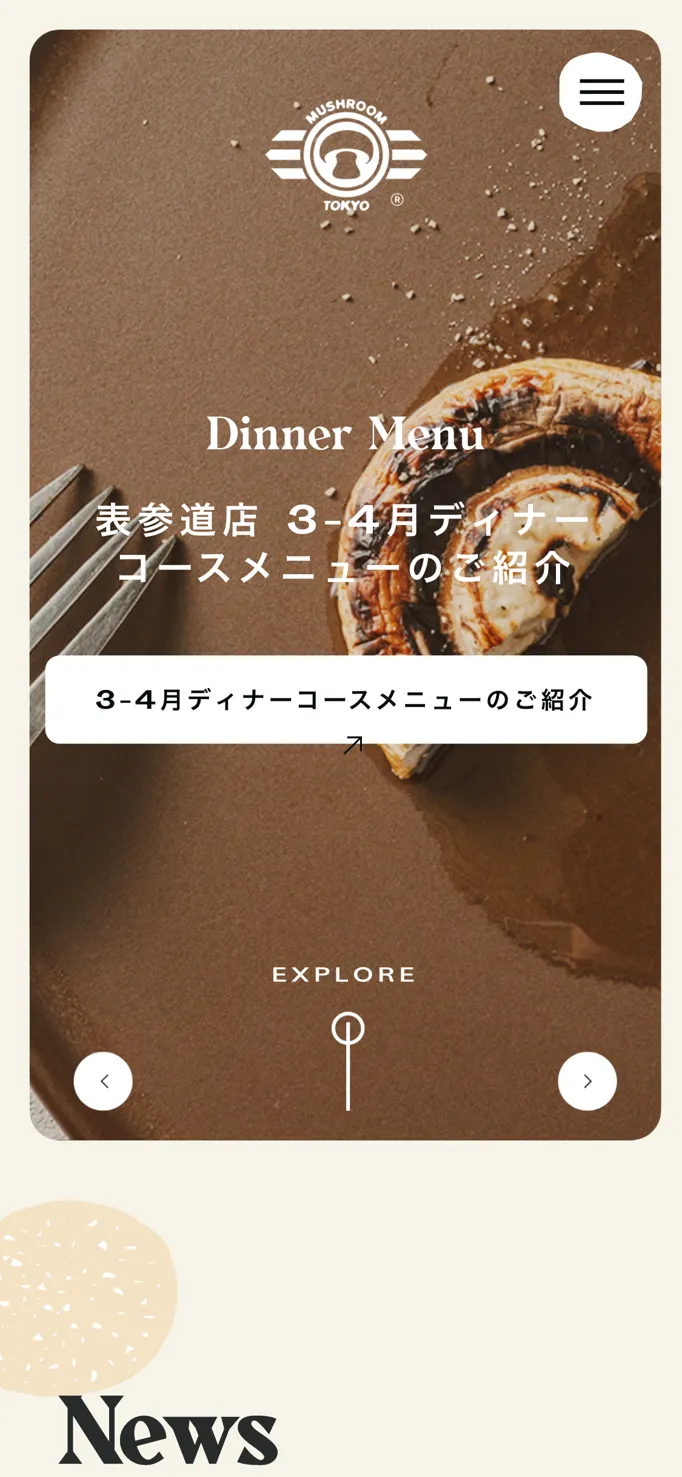 MUSHROOM
TOKYO
®
Dinner Menu
表参道店 3-4月ディナー
コースメニューのご紹介
3-4月ディナーコースメニューのご紹介
EXPLORE
News